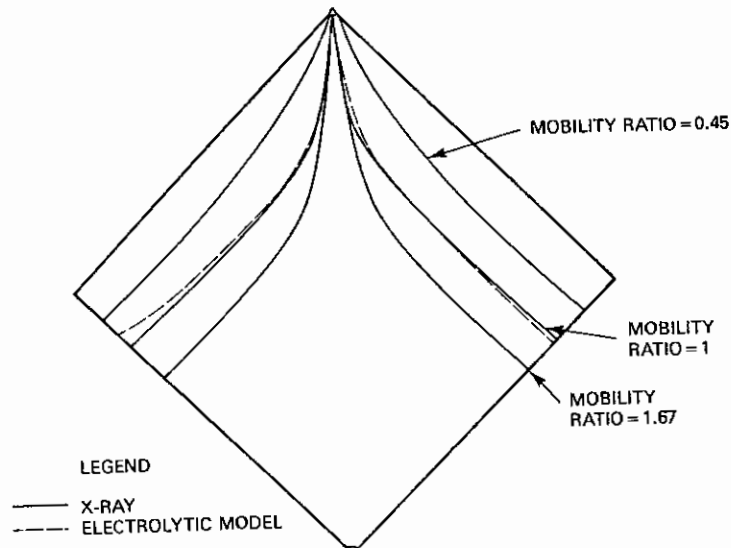 MOBILITY RATIO = 0.45
MOBILITY
RATIO = 1
MOBILITY
RATIO = 1.67
LEGEND
X-RAY
ELECTROLYTIC MODEL